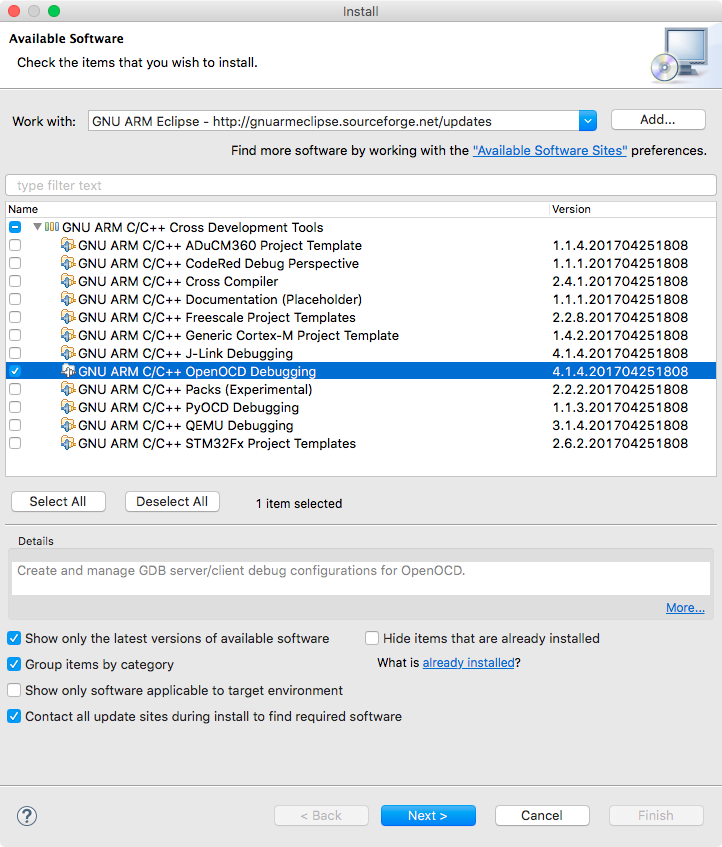 Install
Available Software
Check the items that you wish to install.
Work with: GNU ARM Eclipse - http://gnuarmeclipse.sourceforge.net/updates Add...
Find more software by working with the "Available Software Sites" preferences.
type filter text
Name Version
GNU ARM C/C++ Cross Development Tools
GNU ARM C/C++ ADuCM360 Project Template 1.1.4.201704251808
GNU ARM C/C++ CodeRed Debug Perspective 1.1.1.201704251808
GNU ARM C/C++ Cross Compiler 2.4.1.201704251808
GNU ARM C/C++ Documentation (Placeholder) 1.1.1.201704251808
GNU ARM C/C++ Freescale Project Templates 2.2.8.201704251808
GNU ARM C/C++ Generic Cortex-M Project Template 1.4.2.201704251808
GNU ARM C/C++ J-Link Debugging 4.1.4.201704251808
GNU ARM C/C++ OpenOCD Debugging 4.1.4.201704251808
GNU ARM C/C++ Packs (Experimental) 2.2.2.201704251808
GNU ARM C/C++ PyOCD Debugging 1.1.3.201704251808
GNU ARM C/C++ QEMU Debugging 3.1.4.201704251808
GNU ARM C/C++ STM32Fx Project Templates 2.6.2.201704251808
Select All Deselect All 1 item selected
Details
Create and manage GDB server/client debug configurations for OpenOCD.
More...
Show only the latest versions of available software Hide items that are already installed
Group items by category What is already installed?
Show only software applicable to target environment
Contact all update sites during install to find required software
? < Back Next > Cancel Finish